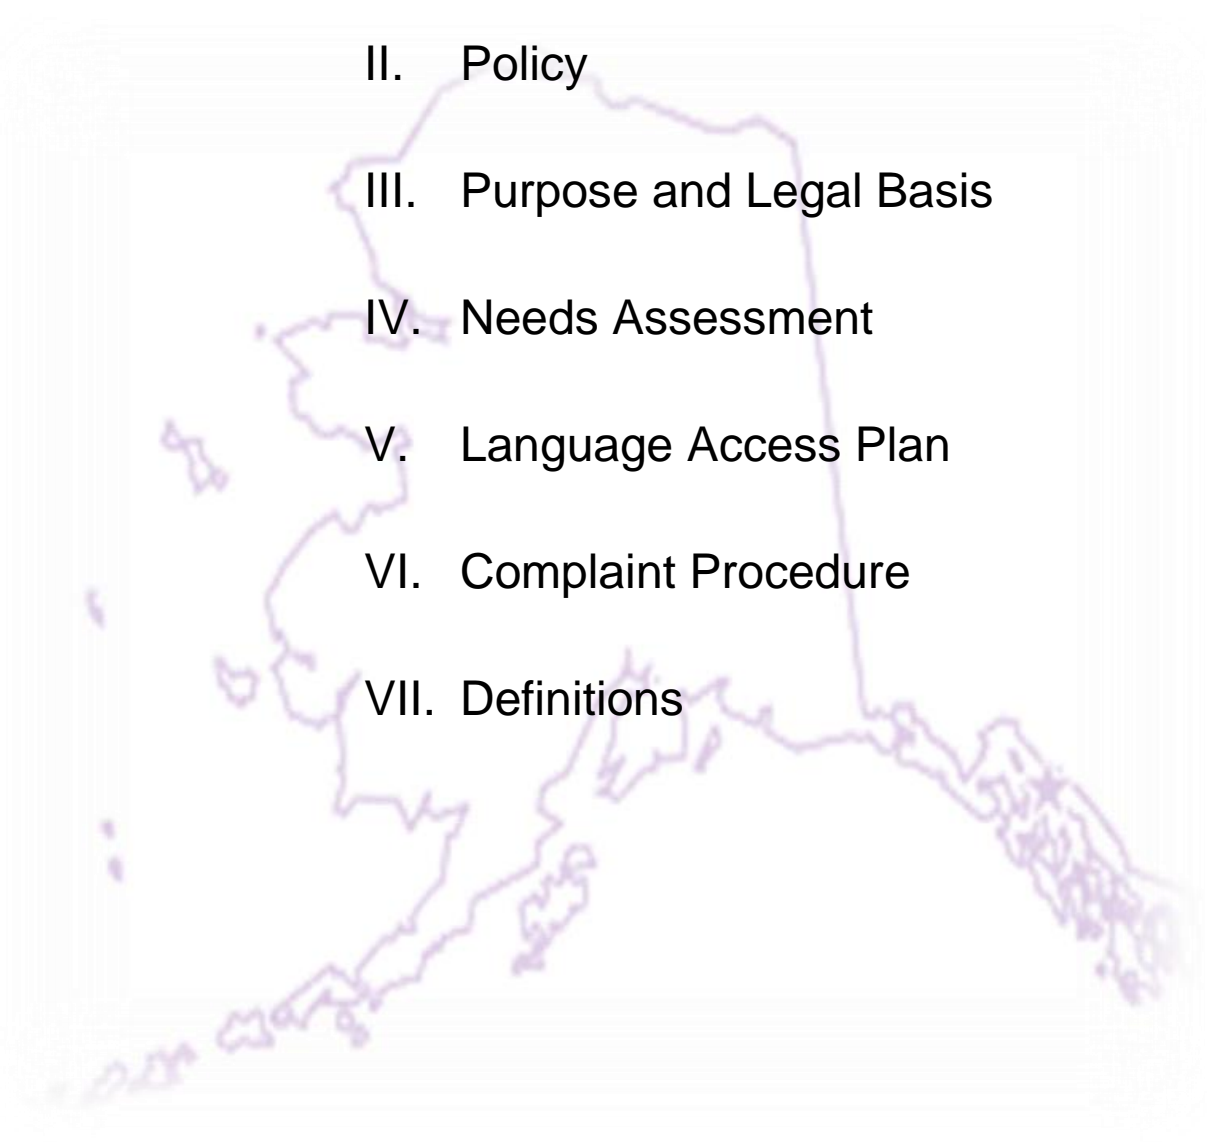 II. Policy
III. Purpose and Legal Basis
IV. Needs Assessment
V. Language Access Plan
VI. Complaint Procedure
VII. Definitions